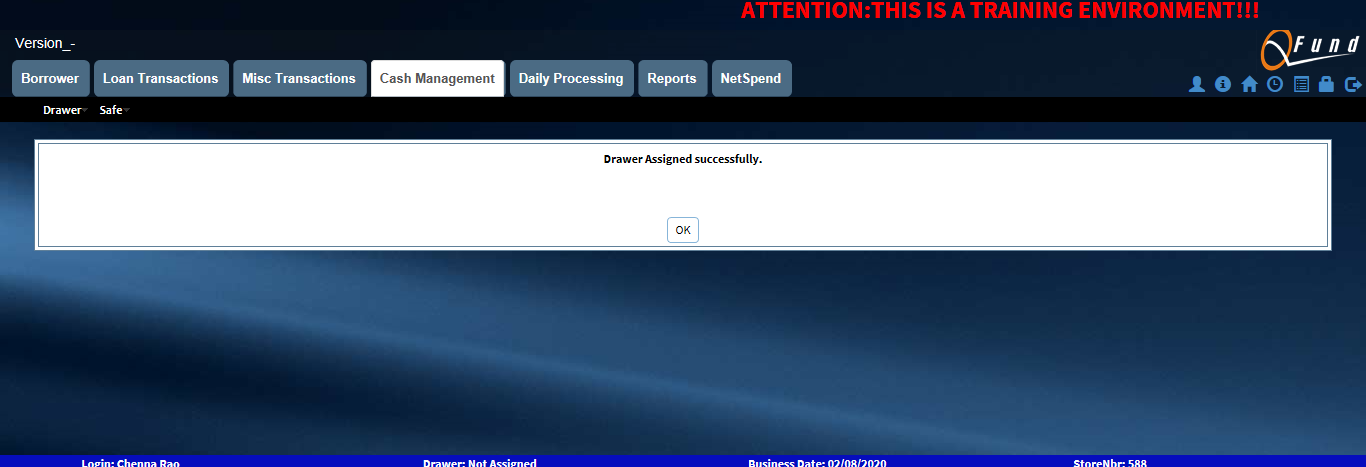 ATTENTION:THIS IS A TRAINING ENVIRONMENT!!!
Version_-
QFund
Borrower Loan Transactions Misc Transactions Cash Management Daily Processing Reports NetSpend
Drawer Safe
Drawer Assigned successfully.
OK
Login: Chenna Rao Drawer: Not Assigned Business Date: 02/08/2020 StoreNbr: 588